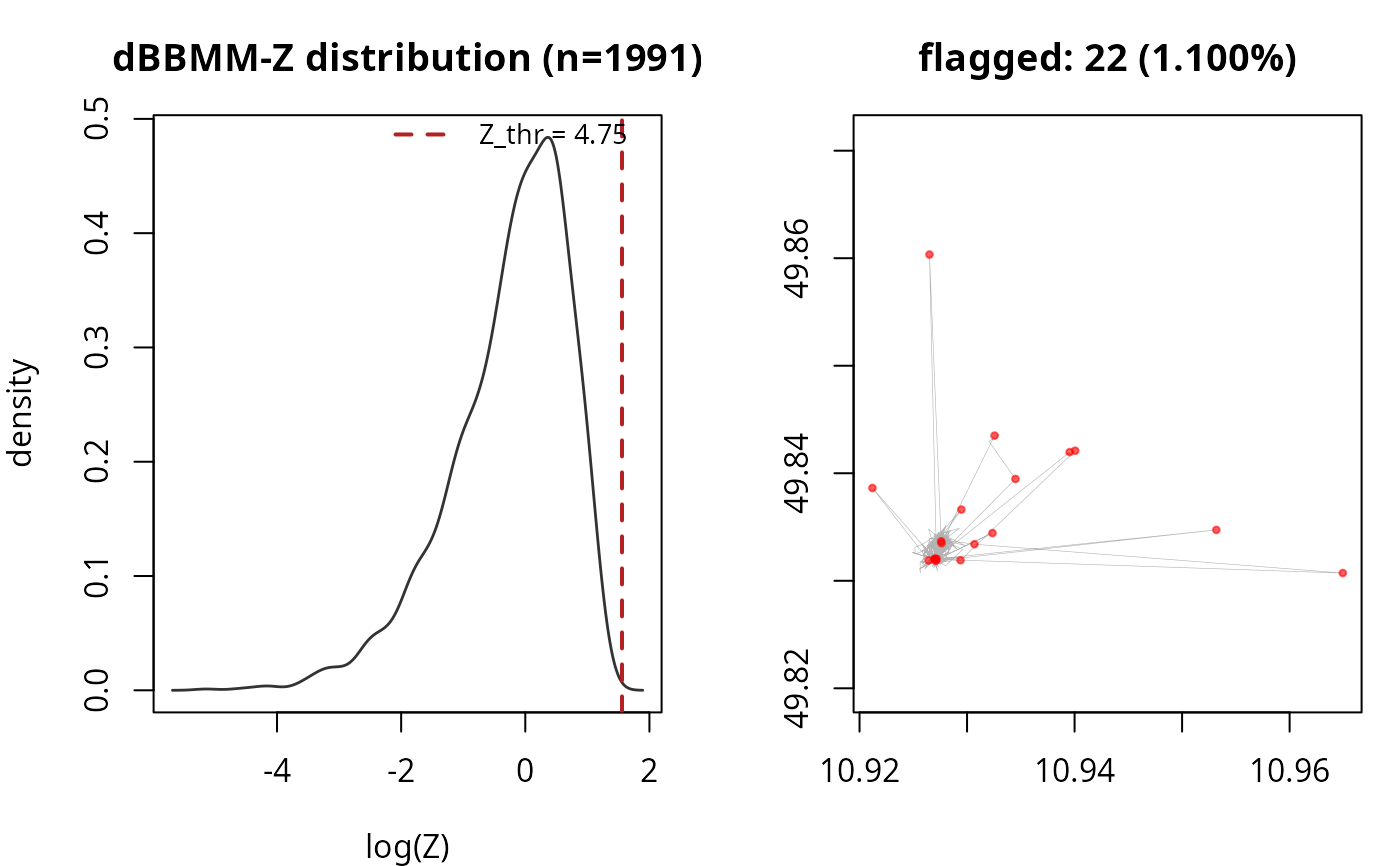 dBBMM-Z distribution (n=1991)
Z_thr = 4.75
density
0.5
0.4
0.3
0.2
0.1
0.0
-4 -2 0 2
log(Z)
flagged: 22 (1.100%)
49.86
49.84
49.82
10.92 10.94 10.96